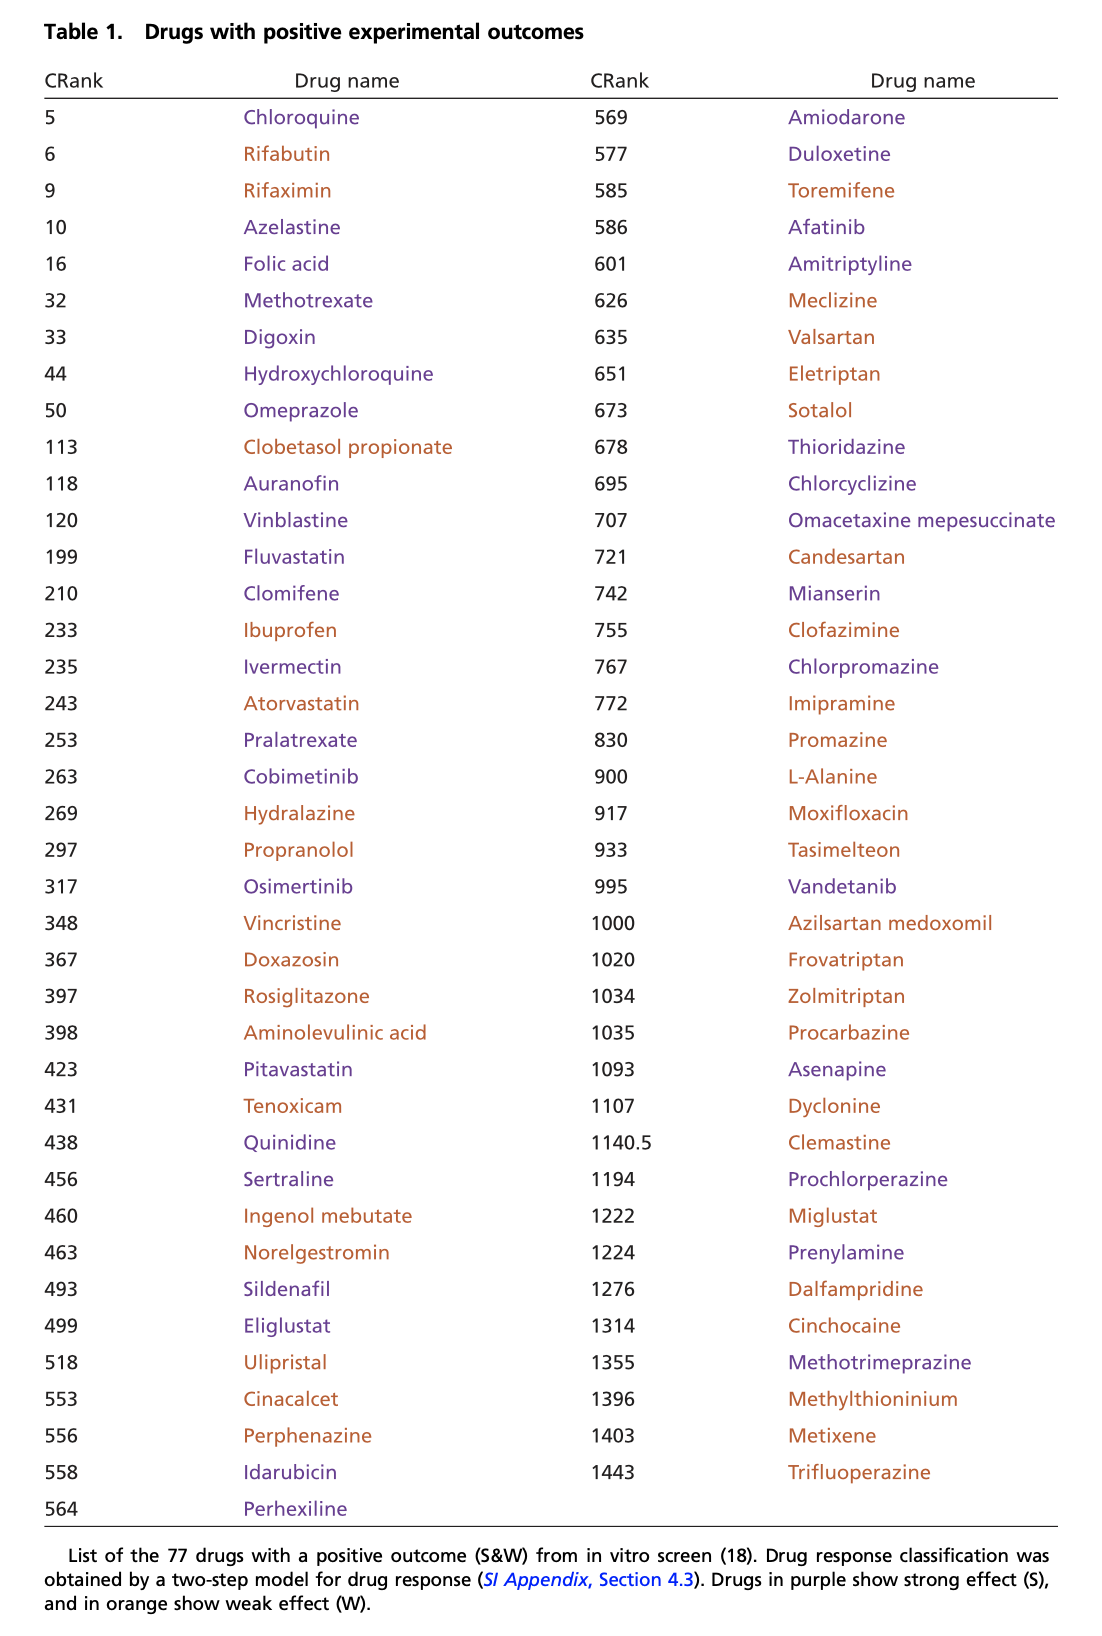 Table 1. Drugs with positive experimental outcomes
CRank Drug name CRank Drug name
5 Chloroquine 569 Amiodarone
6 Rifabutin 577 Duloxetine
9 Rifaximin 585 Toremifene
10 Azelastine 586 Afatinib
16 Folic acid 601 Amitriptyline
32 Methotrexate 626 Meclizine
33 Digoxin 635 Valsartan
44 Hydroxychloroquine 651 Eletriptan
50 Omeprazole 673 Sotalol
113 Clobetasol propionate 678 Thioridazine
118 Auranofin 695 Chlorcyclizine
120 Vinblastine 707 Omacetaxine mepesuccinate
199 Fluvastatin 721 Candesartan
210 Clomifene 742 Mianserin
233 Ibuprofen 755 Clofazimine
235 Ivermectin 767 Chlorpromazine
243 Atorvastatin 772 Imipramine
253 Pralatrexate 830 Promazine
263 Cobimetinib 900 L-Alanine
269 Hydralazine 917 Moxifloxacin
297 Propranolol 933 Tasimelteon
317 Osimertinib 995 Vandetanib
348 Vincristine 1000 Azilsartan medoxomil
367 Doxazosin 1020 Frovatriptan
397 Rosiglitazone 1034 Zolmitriptan
398 Aminolevulinic acid 1035 Procarbazine
423 Pitavastatin 1093 Asenapine
431 Tenoxicam 1107 Dyclonine
438 Quinidine 1140.5 Clemastine
456 Sertraline 1194 Prochlorperazine
460 Ingenol mebutate 1222 Miglustat
463 Norelgestromin 1224 Prenylamine
493 Sildenafil 1276 Dalfampridine
499 Eliglustat 1314 Cinchocaine
518 Ulipristal 1355 Methotrimeprazine
553 Cinacalcet 1396 Methylthioninium
556 Perphenazine 1403 Metixene
558 Idarubicin 1443 Trifluoperazine
564 Perhexiline
List of the 77 drugs with a positive outcome (S&W) from in vitro screen (18). Drug response classification was
obtained by a two-step model for drug response (SI Appendix, Section 4.3). Drugs in purple show strong effect (S),
and in orange show weak effect (W).